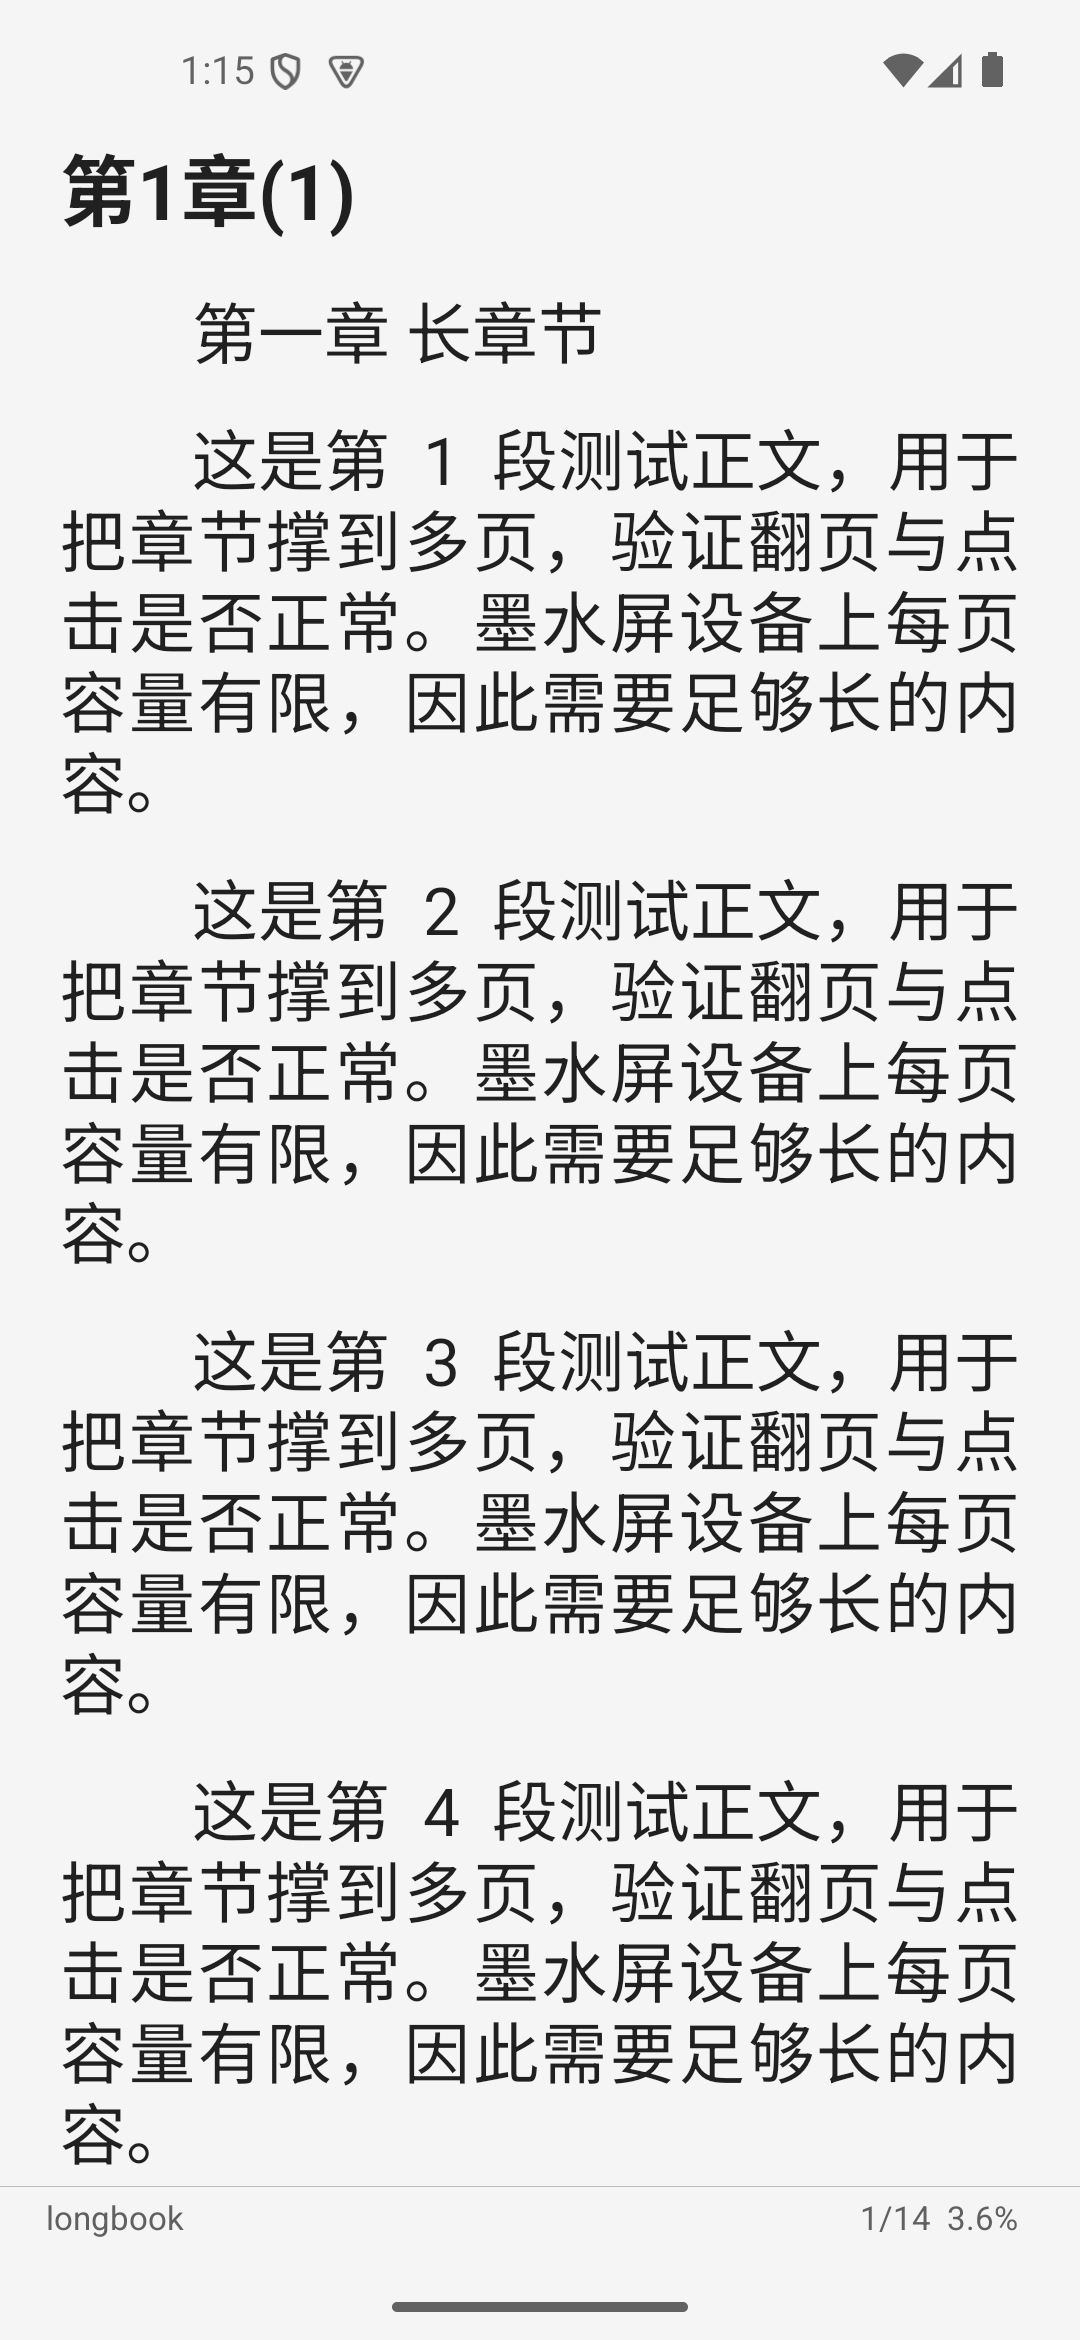 1:15
第1章(1)
第一章 长章节
这是第 1 段测试正文，用于
把章节撑到多页，验证翻页与点
击是否正常。墨水屏设备上每页
容量有限，因此需要足够长的内
容。
这是第 2 段测试正文，用于
把章节撑到多页，验证翻页与点
击是否正常。墨水屏设备上每页
容量有限，因此需要足够长的内
容。
这是第 3 段测试正文，用于
把章节撑到多页，验证翻页与点
击是否正常。墨水屏设备上每页
容量有限，因此需要足够长的内
容。
这是第 4 段测试正文，用于
把章节撑到多页，验证翻页与点
击是否正常。墨水屏设备上每页
容量有限，因此需要足够长的内
容。
longbook 1/14 3.6%